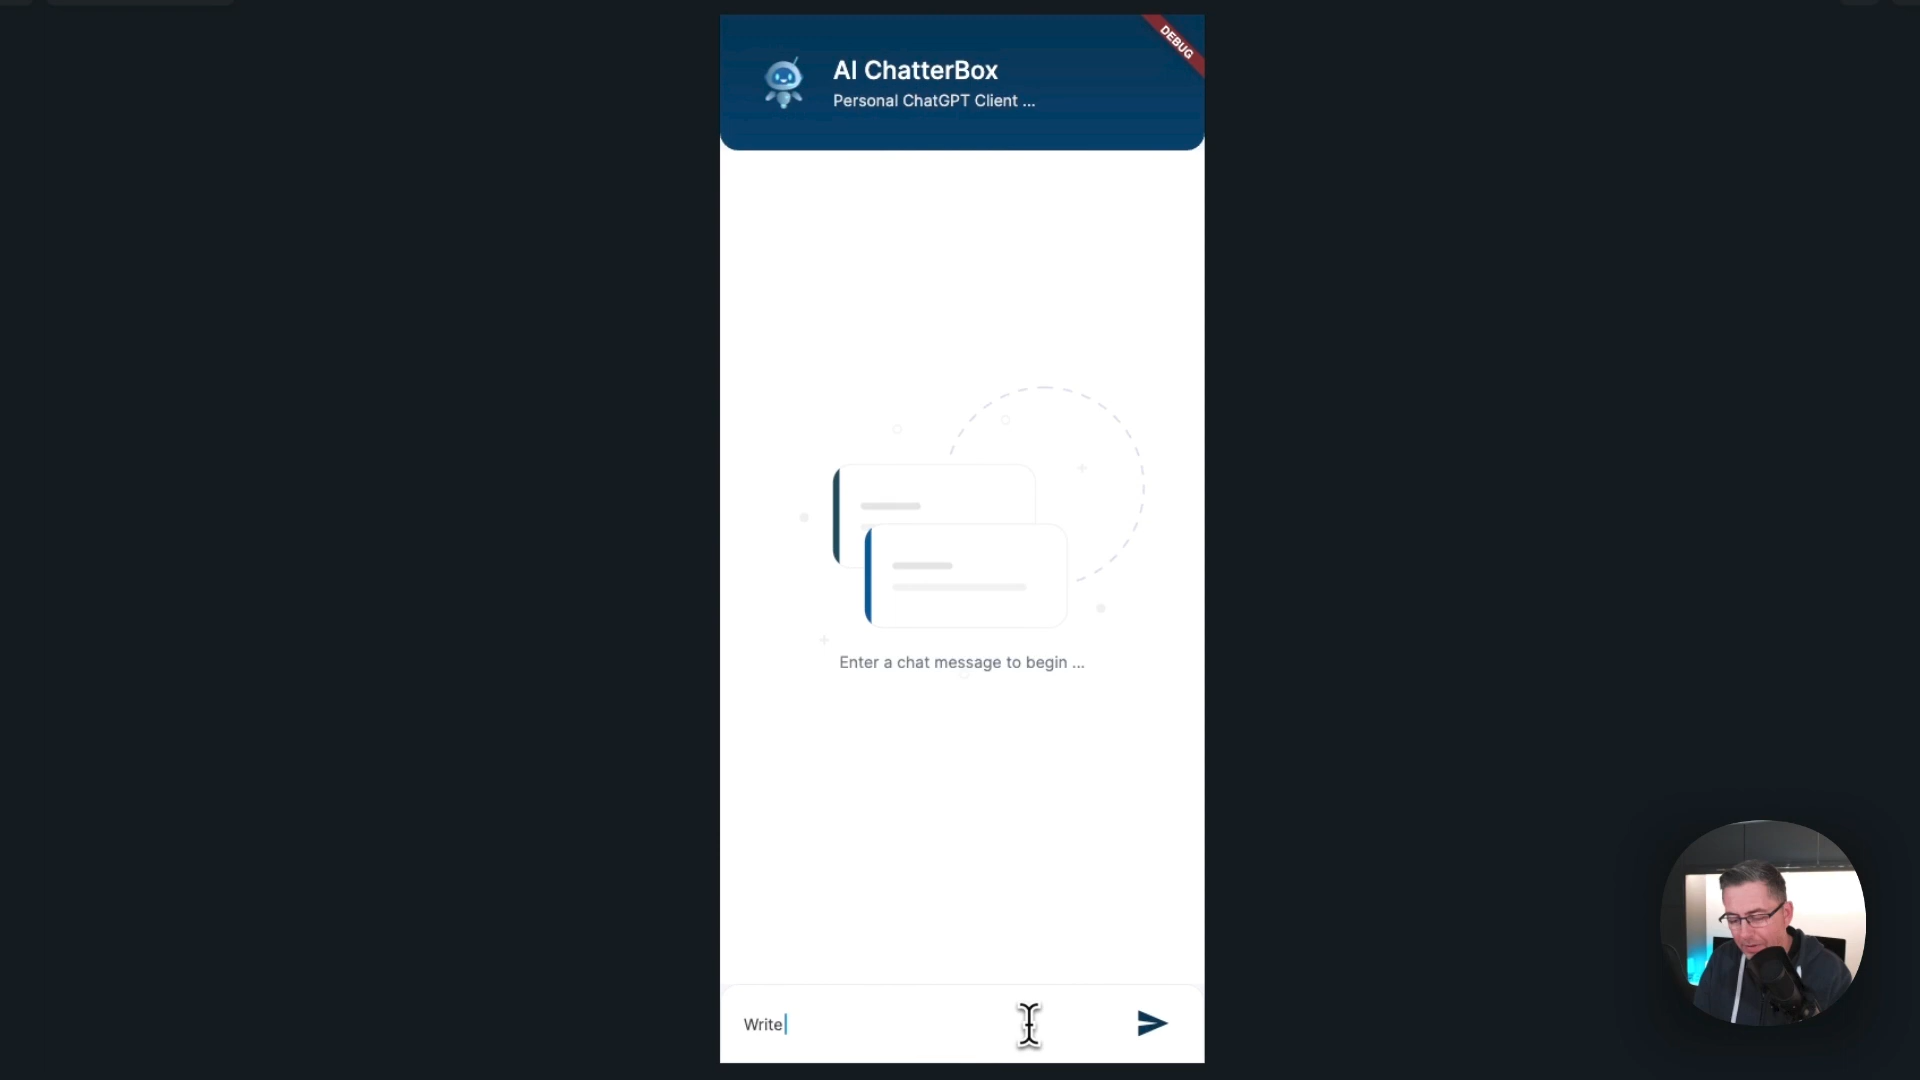 DEBUG
AI ChatterBox
Personal ChatGPT Client ...
Enter a chat message to begin ...
Write